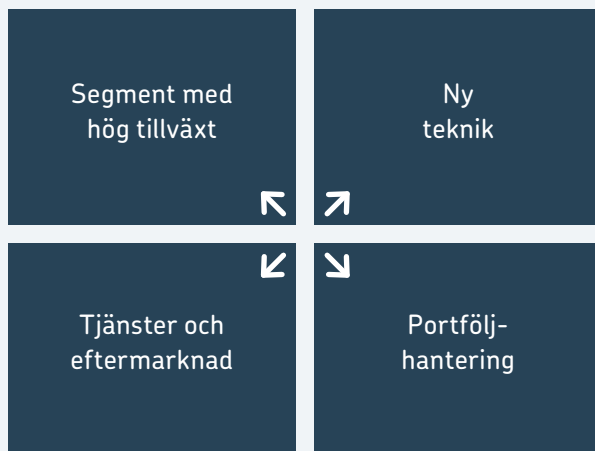 Segment med
hög tillväxt
Ny
teknik
Tjänster och
eftermarknad
Portfölj-
hantering